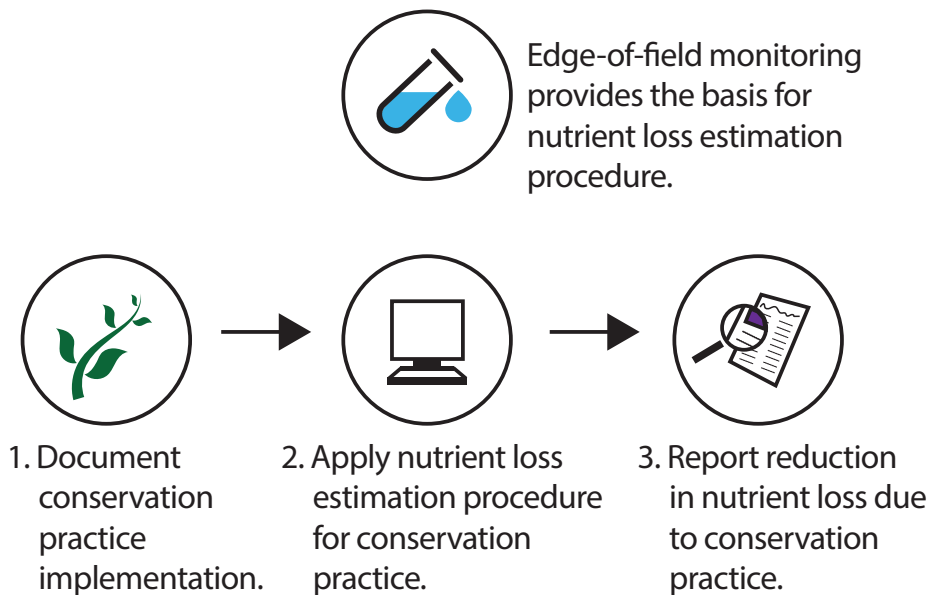 Edge-of-field monitoring
provides the basis for
nutrient loss estimation
procedure.
1. Document
conservation
practice
implementation.
2. Apply nutrient loss
estimation procedure
for conservation
practice.
3. Report reduction
in nutrient loss due
to conservation
practice.